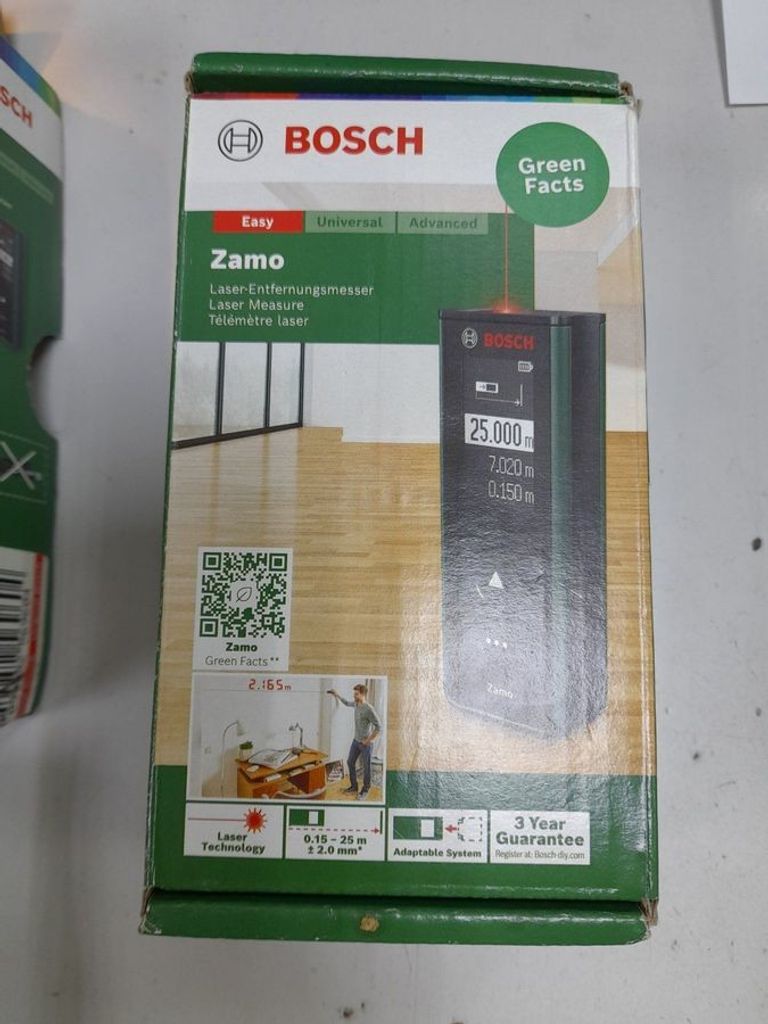 SCH
BOSCH
Green
Facts
Easy Universal Advanced
Zamo
Laser-Entfernungsmesser
Laser Measure
Télémètre laser
BOSCH
25.000 m
7.020 m
0.150 m
Zamo
Zamo
Green Facts**
2.165 m
Laser
Technology
0.15 – 25 m
± 2.0 mm*
Adaptable System
3 Year
Guarantee
Register at: Bosch-diy.com